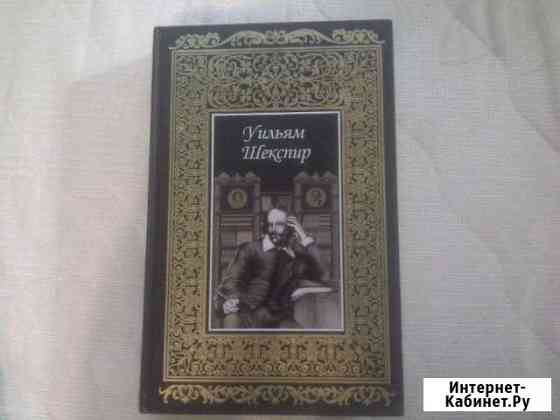 Уильям
Шекспир
Интернет-
Кабинет.Ру